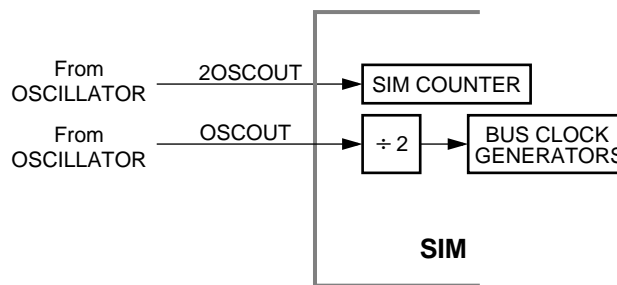 From
OSCILLATOR
2OSCOUT
SIM COUNTER
From
OSCILLATOR
OSCOUT
÷ 2
BUS CLOCK
GENERATORS
SIM